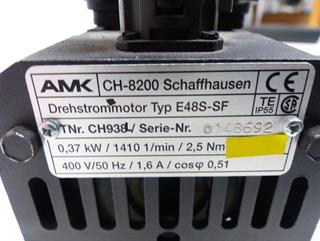 AMK CH-8200 Schaffhausen CE
Drehstrommotor Typ E48S-SF TE
IP55
TNr. CH938L/ Serie-Nr. 0148692
0,37 kW / 1410 1/min / 2,5 Nm
400 V/50 Hz / 1,6 A / cosφ 0,51